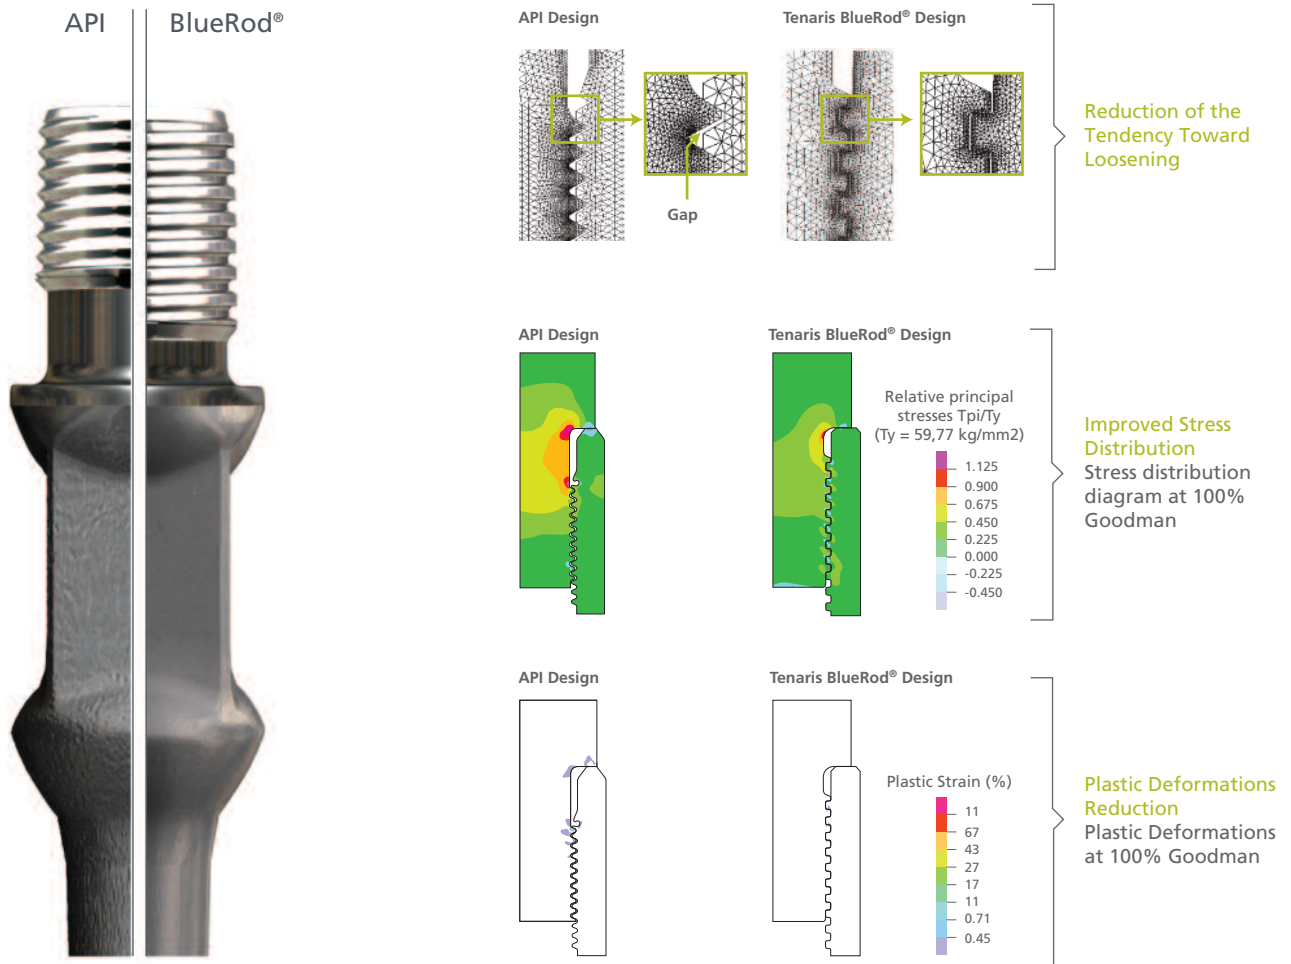 API
BlueRod®
API Design
Tenaris BlueRod® Design
Gap
Reduction of the
Tendency Toward
Loosening
API Design
Tenaris BlueRod® Design
Relative principal
stresses Tpi/Ty
(Ty = 59,77 kg/mm2)
1.125
0.900
0.675
0.450
0.225
0.000
-0.225
-0.450
Improved Stress
Distribution
Stress distribution
diagram at 100%
Goodman
API Design
Tenaris BlueRod® Design
Plastic Strain (%)
11
67
43
27
17
11
0.71
0.45
Plastic Deformations
Reduction
Plastic Deformations
at 100% Goodman